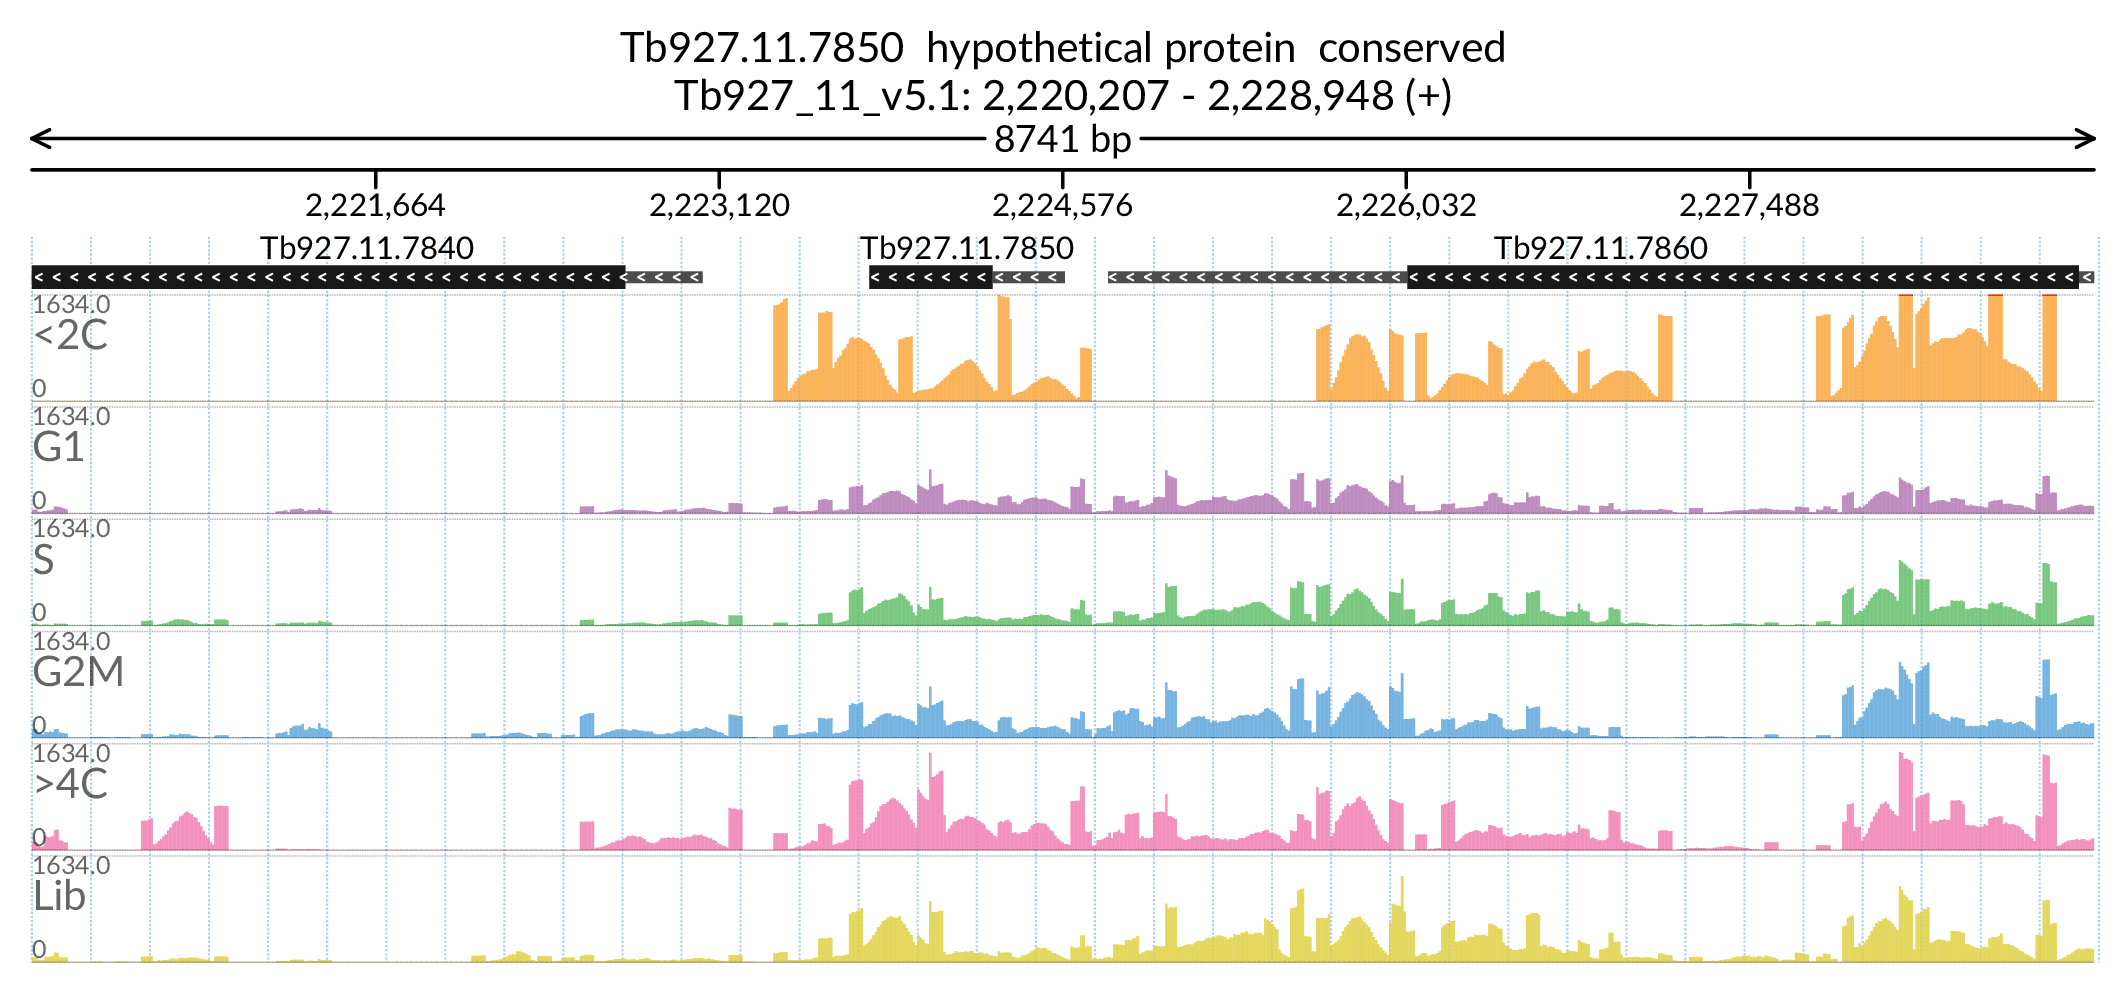 Tb927.11.7850 hypothetical protein conserved
Tb927_11_v5.1: 2,220,207 - 2,228,948 (+)
8741 bp
2,221,664 2,223,120 2,224,576 2,226,032 2,227,488
Tb927.11.7840 Tb927.11.7850 Tb927.11.7860
1634.0
<2C
0
1634.0
G1
0
1634.0
S
0
1634.0
G2M
0
1634.0
>4C
0
1634.0
Lib
0